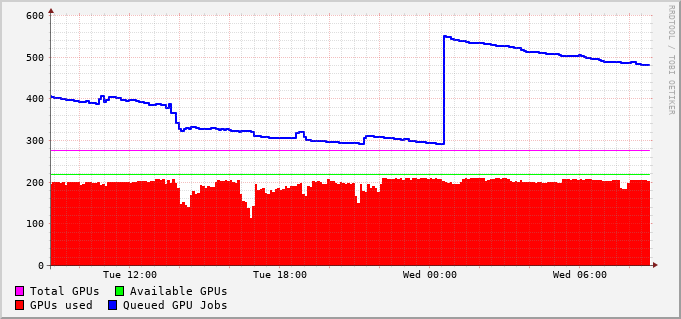 600
500
400
300
200
100
0
Tue 12:00 Tue 18:00 Wed 00:00 Wed 06:00
Total GPUs Available GPUs
GPUs used Queued GPU Jobs
RRDTOOL / TOBI OETIKER